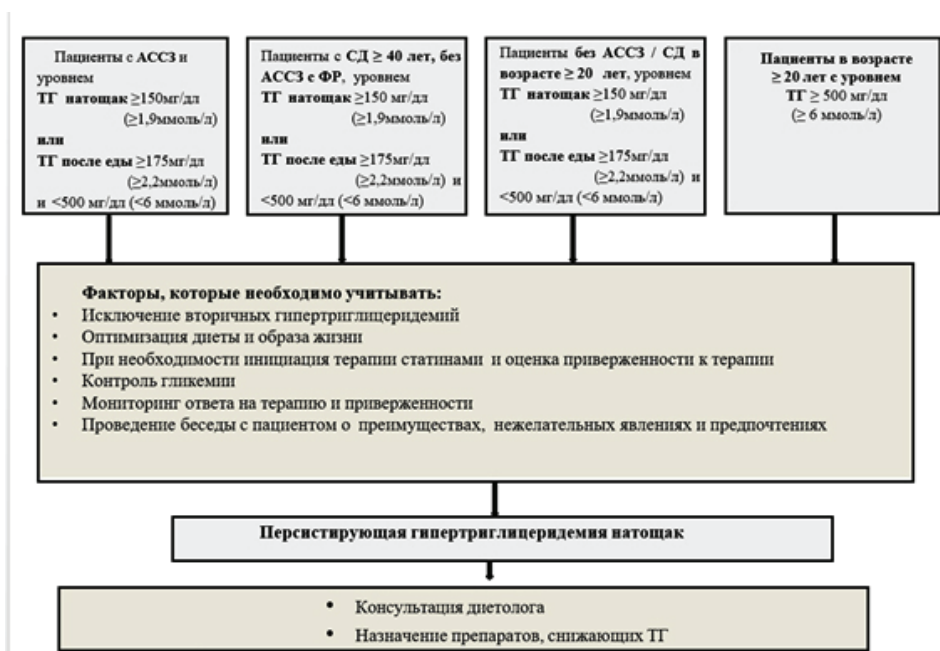 Пациенты с АССЗ и
уровнем
ТГ натощак ≥150мг/дл
(≥1,9ммоль/л)
или
ТГ после еды ≥175мг/дл
(≥2,2ммоль/л)
и <500 мг/дл (<6 ммоль/л)
Пациенты с СД ≥ 40 лет, без
АССЗ с ФР, уровнем
ТГ натощак ≥150 мг/дл
(≥1,9ммоль/л)
или
ТГ после еды ≥175мг/дл
(≥2,2ммоль/л) и
<500 мг/дл (<6 ммоль/л)
Пациенты без АССЗ / СД в
возрасте ≥ 20 лет, уровнем
ТГ натощак ≥150 мг/дл
(≥1,9ммоль/л)
или
ТГ после еды ≥175мг/дл
(≥2,2ммоль/л) и
<500 мг/дл (<6 ммоль/л)
Пациенты в возрасте
≥ 20 лет с уровнем
ТГ ≥ 500 мг/дл
(≥ 6 ммоль/л)
Факторы, которые необходимо учитывать:
• Исключение вторичных гипертриглицеридемий
• Оптимизация диеты и образа жизни
• При необходимости инициация терапии статинами и оценка приверженности к терапии
• Контроль гликемии
• Мониторинг ответа на терапию и приверженности
• Проведение беседы с пациентом о преимуществах, нежелательных явлениях и предпочтениях
Персистирующая гипертриглицеридемия натощак
• Консультация диетолога
• Назначение препаратов, снижающих ТГ